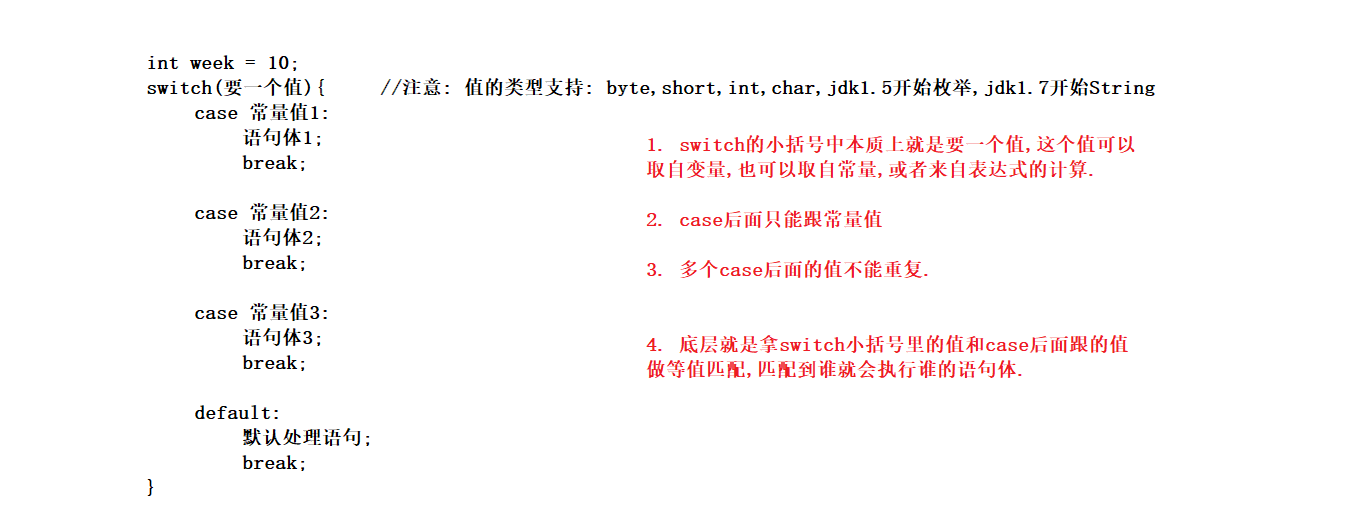 int week = 10;
switch(要一个值){ //注意: 值的类型支持: byte,short,int,char,jdk1.5开始枚举,jdk1.7开始String
case 常量值1:
语句体1;
break;
case 常量值2:
语句体2;
break;
case 常量值3:
语句体3;
break;
default:
默认处理语句;
break;
}
1. switch的小括号中本质上就是要一个值,这个值可以
取自变量,也可以取自常量,或者来自表达式的计算.
2. case后面只能跟常量值
3. 多个case后面的值不能重复.
4. 底层就是拿switch小括号里的值和case后面跟的值
做等值匹配,匹配到谁就会执行谁的语句体.